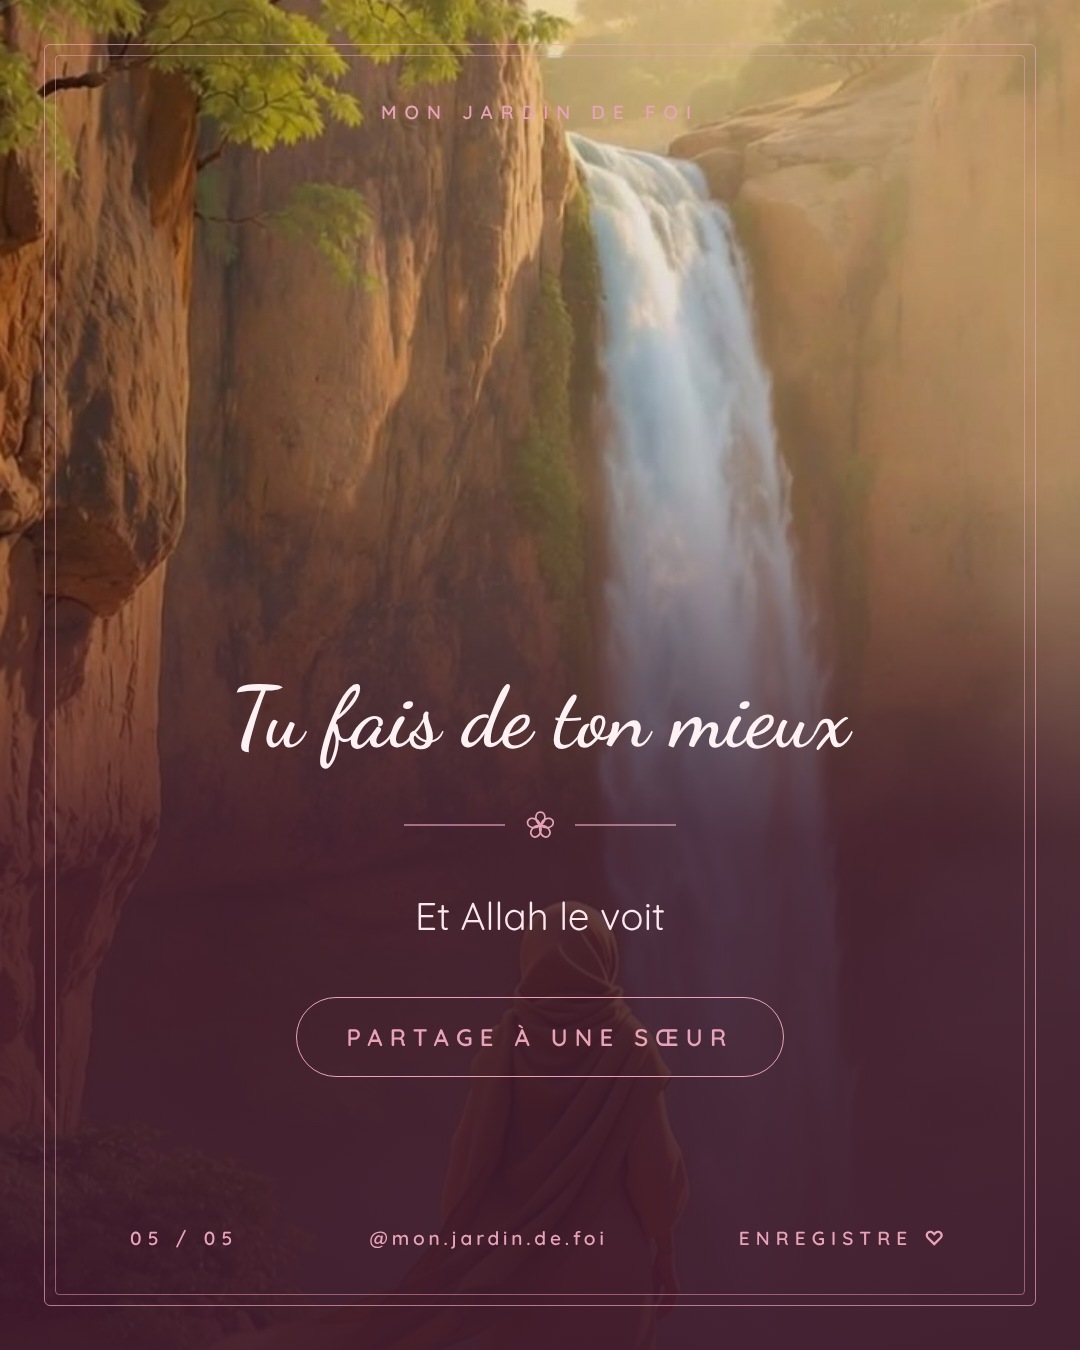 MON JARDIN DE FOI
Tu fais de ton mieux
Et Allah le voit
PARTAGE À UNE SŒUR
05 / 05
@mon.jardin.de.foi
ENREGISTRE ♡